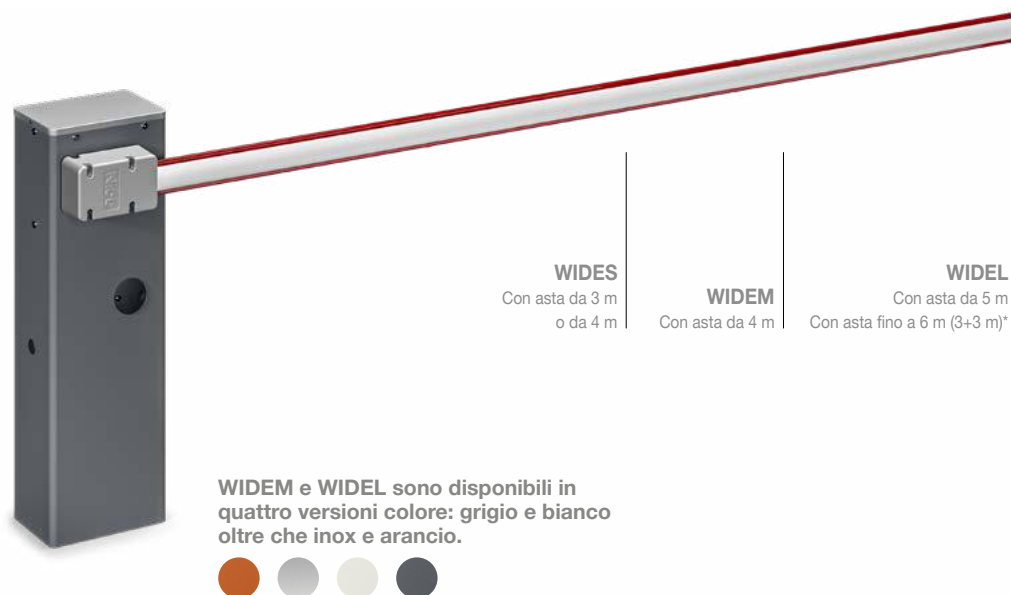 Nice
WIDES
Con asta da 3 m
o da 4 m
WIDEM
Con asta da 4 m
WIDEL
Con asta da 5 m
Con asta fino a 6 m (3+3 m)*
WIDEM e WIDEL sono disponibili in
quattro versioni colore: grigio e bianco
oltre che inox e arancio.